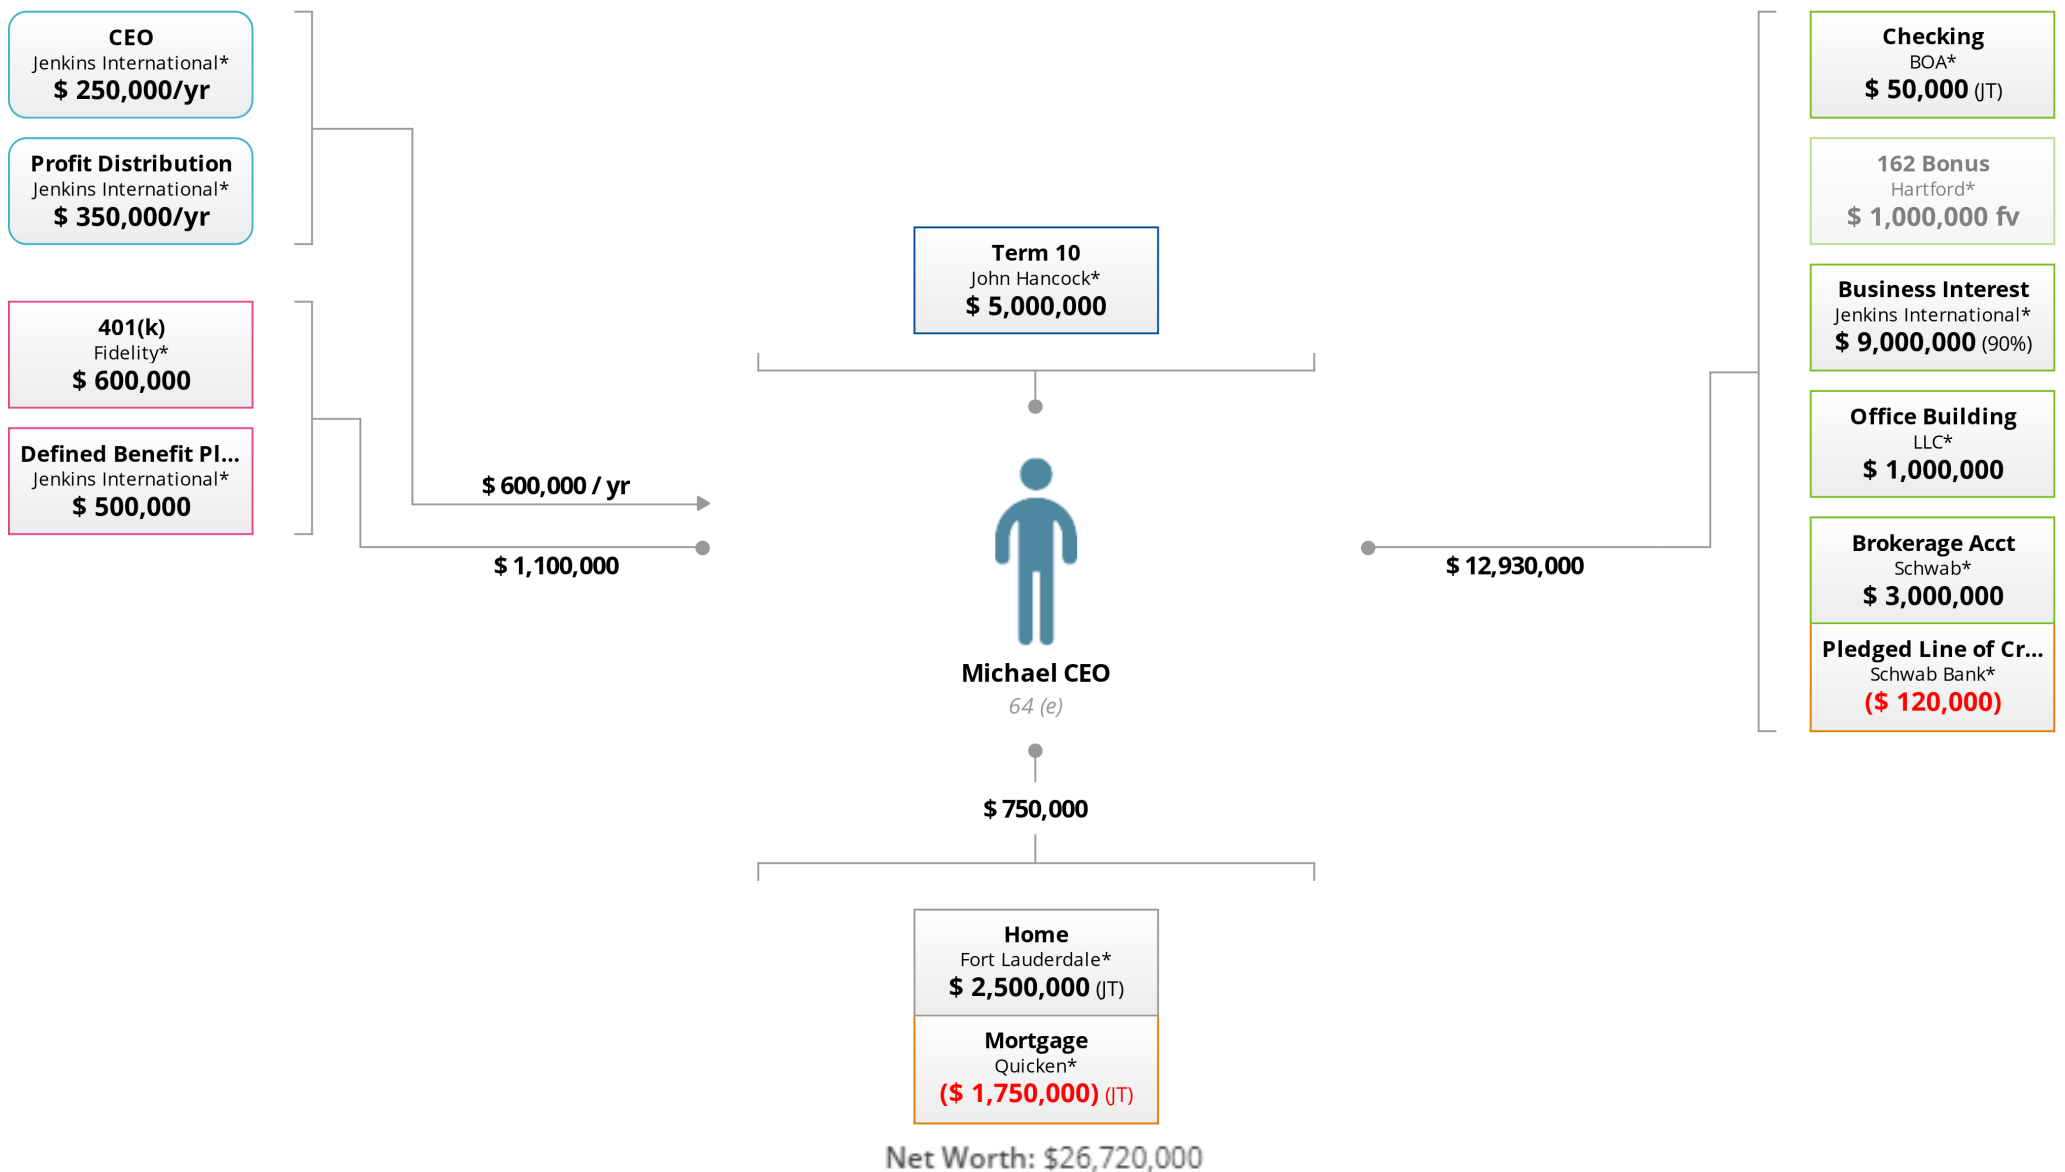 CEO
Jenkins International*
$ 250,000/yr
Profit Distribution
Jenkins International*
$ 350,000/yr
401(k)
Fidelity*
$ 600,000
Defined Benefit Pl...
Jenkins International*
$ 500,000
$ 600,000 / yr
$ 1,100,000
Term 10
John Hancock*
$ 5,000,000
Michael CEO
64 (e)
$ 750,000
Home
Fort Lauderdale*
$ 2,500,000 (JT)
Mortgage
Quicken*
($ 1,750,000) (JT)
Net Worth: $26,720,000
$ 12,930,000
Checking
BOA*
$ 50,000 (JT)
162 Bonus
Hartford*
$ 1,000,000 fv
Business Interest
Jenkins International*
$ 9,000,000 (90%)
Office Building
LLC*
$ 1,000,000
Brokerage Acct
Schwab*
$ 3,000,000
Pledged Line of Cr...
Schwab Bank*
($ 120,000)